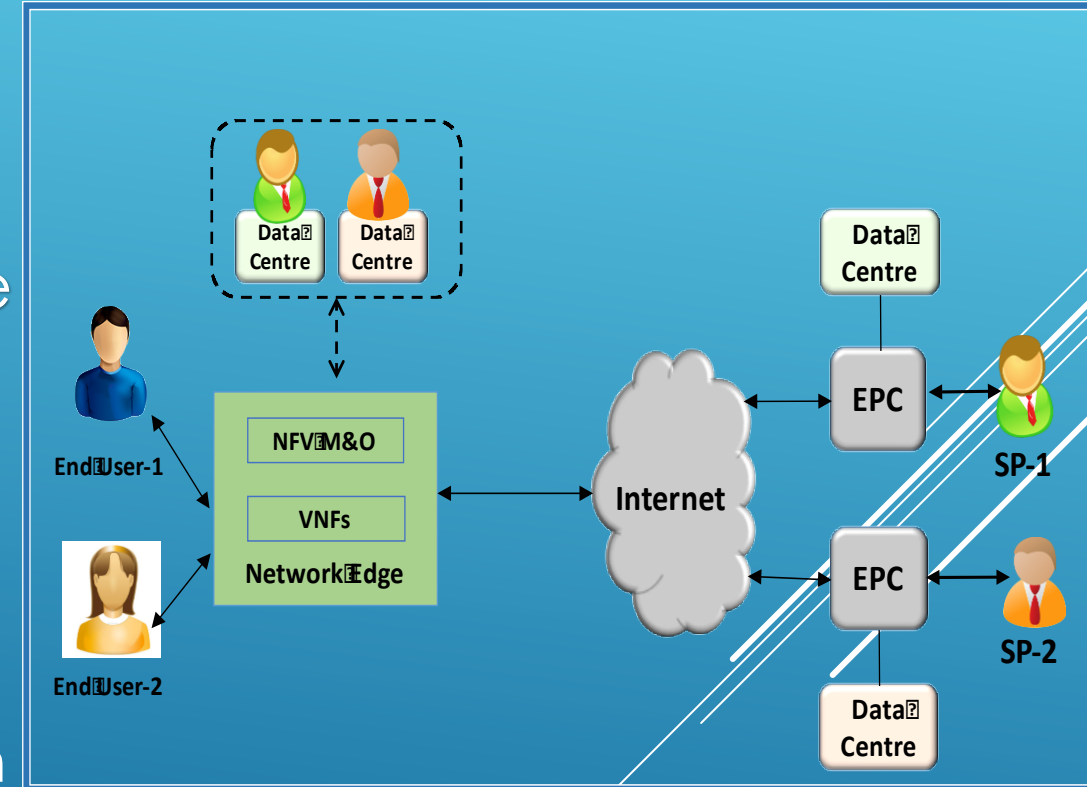 Data
Centre
Data
Centre
Data
Centre
e
End User-1
NFV M&O
VNFs
Network Edge
Internet
EPC
SP-1
EPC
SP-2
End User-2
Data
Centre
n